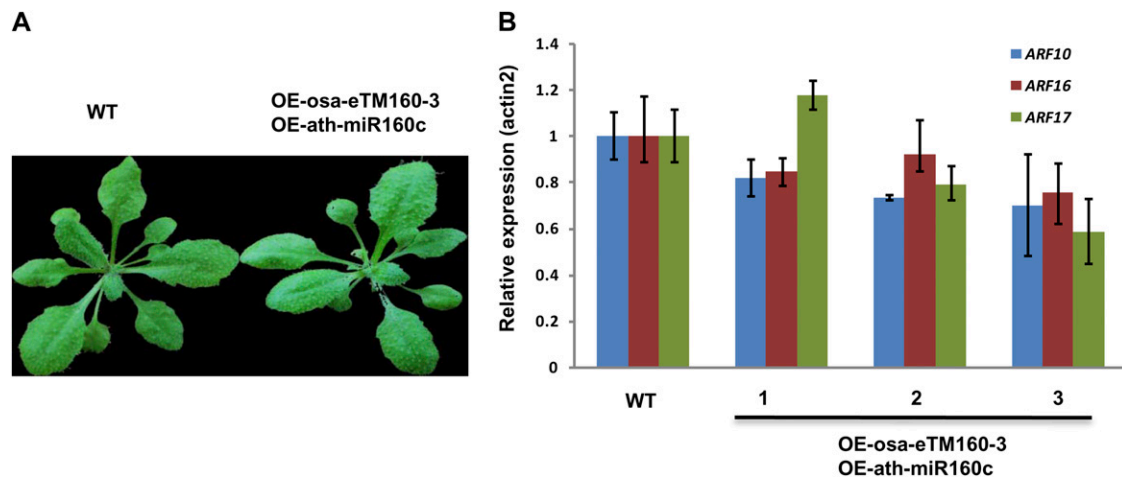 A
WT
OE-osa-eTM160-3
OE-ath-miR160c
B
Relative expression (actin2)
1.4
1.2
1
0.8
0.6
0.4
0.2
0
ARF10
ARF16
ARF17
WT
1
2
3
OE-osa-eTM160-3
OE-ath-miR160c